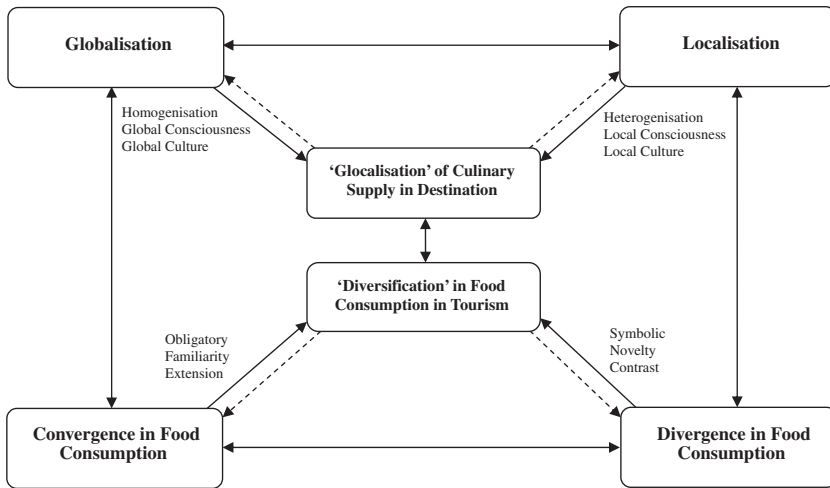 Globalisation
Localisation
Homogenisation
Global Consciousness
Global Culture
Heterogenisation
Local Consciousness
Local Culture
‘Glocalisation’ of Culinary
Supply in Destination
‘Diversification’ in Food
Consumption in Tourism
Obligatory
Familiarity
Extension
Symbolic
Novelty
Contrast
Convergence in Food
Consumption
Divergence in Food
Consumption